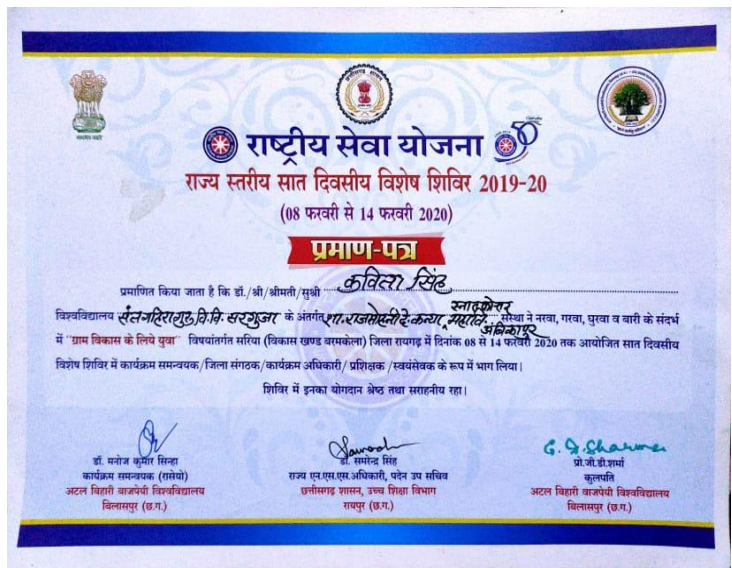 राष्ट्रीय सेवा योजना
राज्य स्तरीय सात दिवसीय विशेष शिविर 2019-20
(08 फरवरी से 14 फरवरी 2020)
प्रमाण-पत्र
प्रमाणित किया जाता है कि डॉ./श्री/श्रीमती/सुश्री कविता सिंह
स्नातकोत्तर
विश्वविद्यालय संत गहिरा गुरु वि.वि. सरगुजा के अंतर्गत शा. राजमोहनी दे. कन्या महावि. संस्था ने नरवा, गरवा, घुरवा व बारी के संदर्भ
अंबिकापुर
में "ग्राम विकास के लिये युवा" विषयांतर्गत सरिया (विकास खण्ड बरमकेला) जिला रायगढ़ में दिनांक 08 से 14 फरवरी 2020 तक आयोजित सात दिवसीय
विशेष शिविर में कार्यक्रम समन्वयक/जिला संगठक/कार्यक्रम अधिकारी/ प्रशिक्षक /स्वयंसेवक के रूप में भाग लिया।
शिविर में इनका योगदान श्रेष्ठ तथा सराहनीय रहा।
G. D. Sharma
डॉ. मनोज कुमार सिन्हा
कार्यक्रम समन्वयक (रासेयो)
अटल बिहारी वाजपेयी विश्वविद्यालय
बिलासपुर (छ.ग.)
डॉ. समरेन्द्र सिंह
राज्य एन.एस.एस.अधिकारी, पदेन उप सचिव
छत्तीसगढ़ शासन, उच्च शिक्षा विभाग
रायपुर (छ.ग.)
प्रो.जी.डी.शर्मा
कुलपति
अटल बिहारी वाजपेयी विश्वविद्यालय
बिलासपुर (छ.ग.)